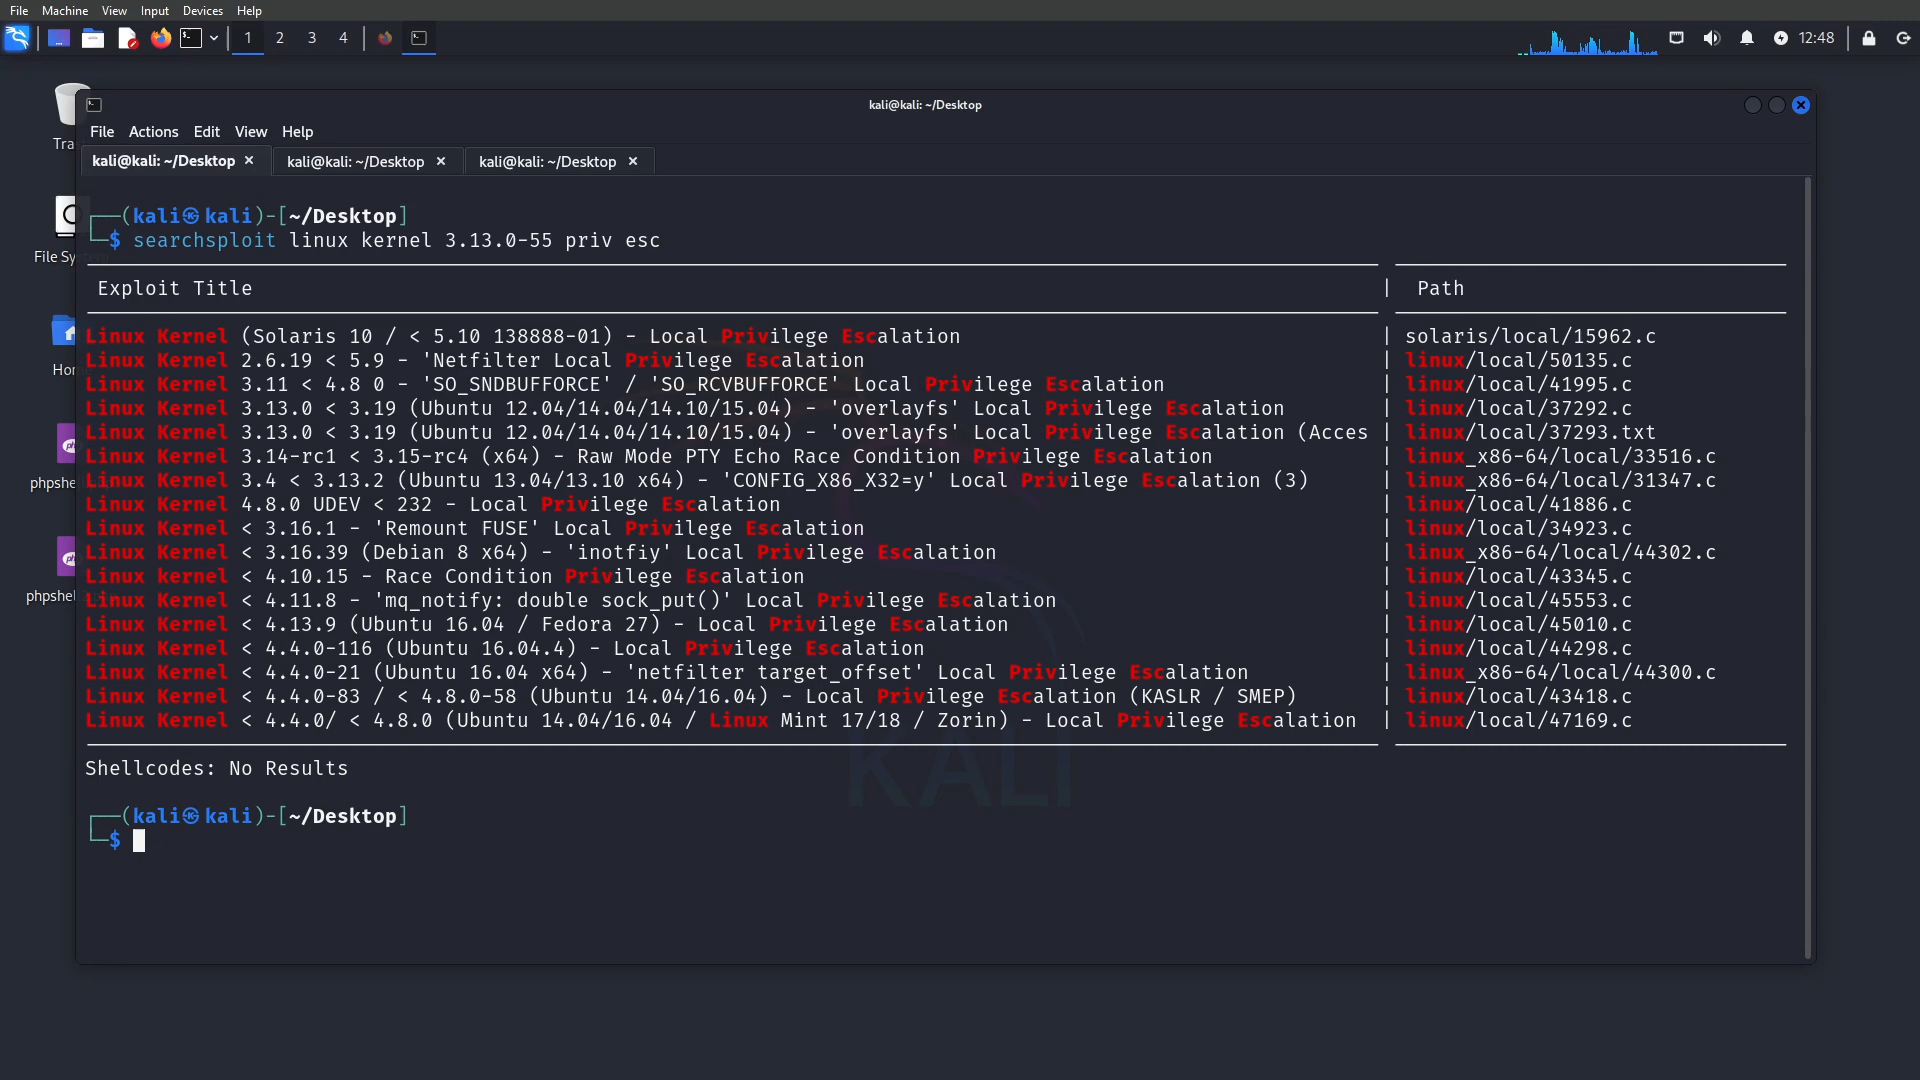 File Machine View Input Devices Help
1 2 3 4 12:48
kali@kali: ~/Desktop
File Actions Edit View Help
kali@kali: ~/Desktop kali@kali: ~/Desktop kali@kali: ~/Desktop
(kali㉿kali)-[~/Desktop]
$ searchsploit linux kernel 3.13.0-55 priv esc
Exploit Title | Path
Linux Kernel (Solaris 10 / < 5.10 138888-01) - Local Privilege Escalation | solaris/local/15962.c
Linux Kernel 2.6.19 < 5.9 - 'Netfilter Local Privilege Escalation | linux/local/50135.c
Linux Kernel 3.11 < 4.8 0 - 'SO_SNDBUFFORCE' / 'SO_RCVBUFFORCE' Local Privilege Escalation | linux/local/41995.c
Linux Kernel 3.13.0 < 3.19 (Ubuntu 12.04/14.04/14.10/15.04) - 'overlayfs' Local Privilege Escalation | linux/local/37292.c
Linux Kernel 3.13.0 < 3.19 (Ubuntu 12.04/14.04/14.10/15.04) - 'overlayfs' Local Privilege Escalation (Acces | linux/local/37293.txt
Linux Kernel 3.14-rc1 < 3.15-rc4 (x64) - Raw Mode PTY Echo Race Condition Privilege Escalation | linux_x86-64/local/33516.c
Linux Kernel 3.4 < 3.13.2 (Ubuntu 13.04/13.10 x64) - 'CONFIG_X86_X32=y' Local Privilege Escalation (3) | linux_x86-64/local/31347.c
Linux Kernel 4.8.0 UDEV < 232 - Local Privilege Escalation | linux/local/41886.c
Linux Kernel < 3.16.1 - 'Remount FUSE' Local Privilege Escalation | linux/local/34923.c
Linux Kernel < 3.16.39 (Debian 8 x64) - 'inotfiy' Local Privilege Escalation | linux_x86-64/local/44302.c
Linux kernel < 4.10.15 - Race Condition Privilege Escalation | linux/local/43345.c
Linux Kernel < 4.11.8 - 'mq_notify: double sock_put()' Local Privilege Escalation | linux/local/45553.c
Linux Kernel < 4.13.9 (Ubuntu 16.04 / Fedora 27) - Local Privilege Escalation | linux/local/45010.c
Linux Kernel < 4.4.0-116 (Ubuntu 16.04.4) - Local Privilege Escalation | linux/local/44298.c
Linux Kernel < 4.4.0-21 (Ubuntu 16.04 x64) - 'netfilter target_offset' Local Privilege Escalation | linux_x86-64/local/44300.c
Linux Kernel < 4.4.0-83 / < 4.8.0-58 (Ubuntu 14.04/16.04) - Local Privilege Escalation (KASLR / SMEP) | linux/local/43418.c
Linux Kernel < 4.4.0/ < 4.8.0 (Ubuntu 14.04/16.04 / Linux Mint 17/18 / Zorin) - Local Privilege Escalation | linux/local/47169.c
Shellcodes: No Results
(kali㉿kali)-[~/Desktop]
$
KALI
Tra
File Sy
Ho
phpshe
phpshel